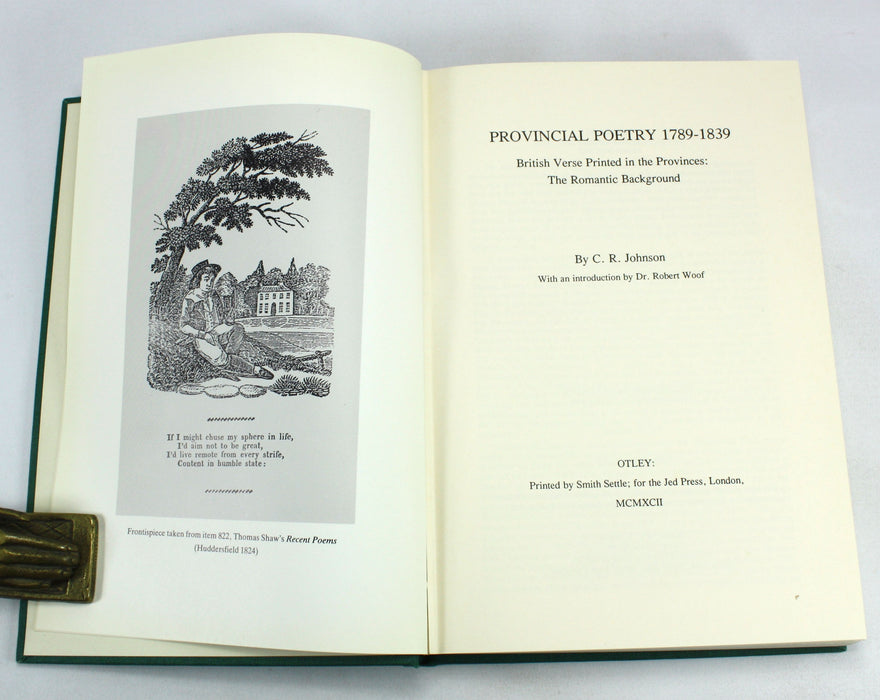 If I might chuse my sphere in life,
I'd aim not to be great,
I'd live remote from every strife,
Content in humble state:
Frontispiece taken from item 822, Thomas Shaw's Recent Poems
(Huddersfield 1824)
PROVINCIAL POETRY 1789-1839
British Verse Printed in the Provinces:
The Romantic Background
By C. R. Johnson
With an introduction by Dr. Robert Woof
OTLEY:
Printed by Smith Settle; for the Jed Press, London,
MCMXCII